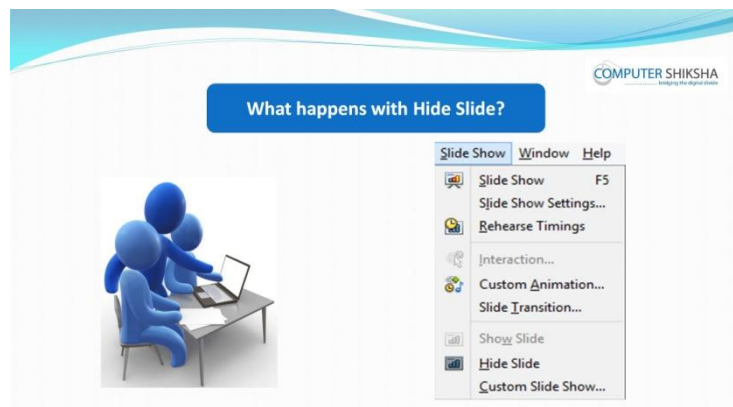 COMPUTER SHIKSHA
bridging the digital divide
What happens with Hide Slide?
Slide Show Window Help
Slide Show F5
Slide Show Settings...
Rehearse Timings
Interaction...
Custom Animation...
Slide Transition...
Show Slide
Hide Slide
Custom Slide Show...